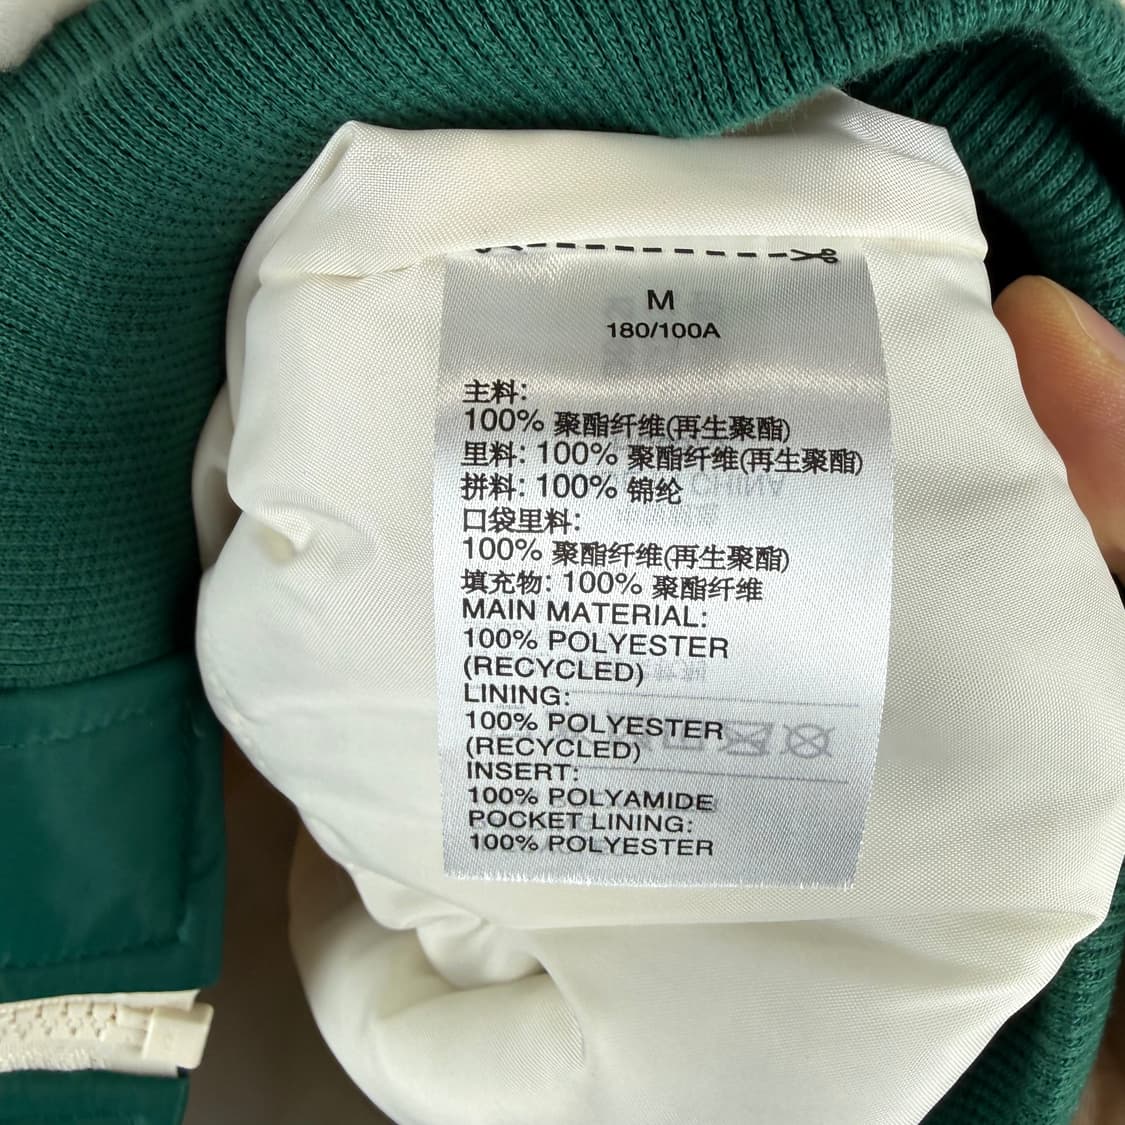 M
180/100A
主料:
100% 聚酯纤维(再生聚酯)
里料: 100% 聚酯纤维(再生聚酯)
拼料: 100% 锦纶
口袋里料:
100% 聚酯纤维(再生聚酯)
填充物: 100% 聚酯纤维
MAIN MATERIAL:
100% POLYESTER
(RECYCLED)
LINING:
100% POLYESTER
(RECYCLED)
INSERT:
100% POLYAMIDE
POCKET LINING:
100% POLYESTER